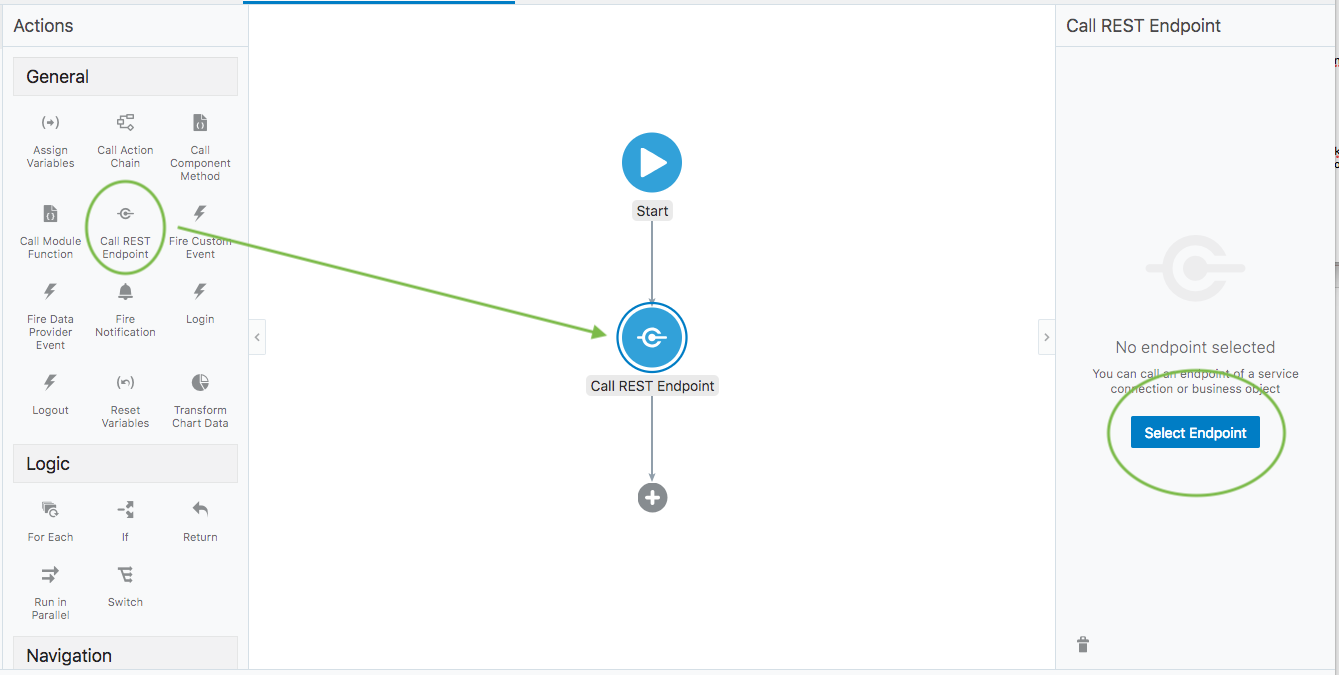 Actions
General
Assign
Variables
Call Action
Chain
Call
Component
Method
Call Module
Function
Call REST
Endpoint
Fire Custom
Event
Fire Data
Provider
Event
Fire
Notification
Login
Logout
Reset
Variables
Transform
Chart Data
Logic
For Each
If
Return
Run in
Parallel
Switch
Navigation
Start
Call REST Endpoint
Call REST Endpoint
No endpoint selected
You can call an endpoint of a service
connection or business object
Select Endpoint